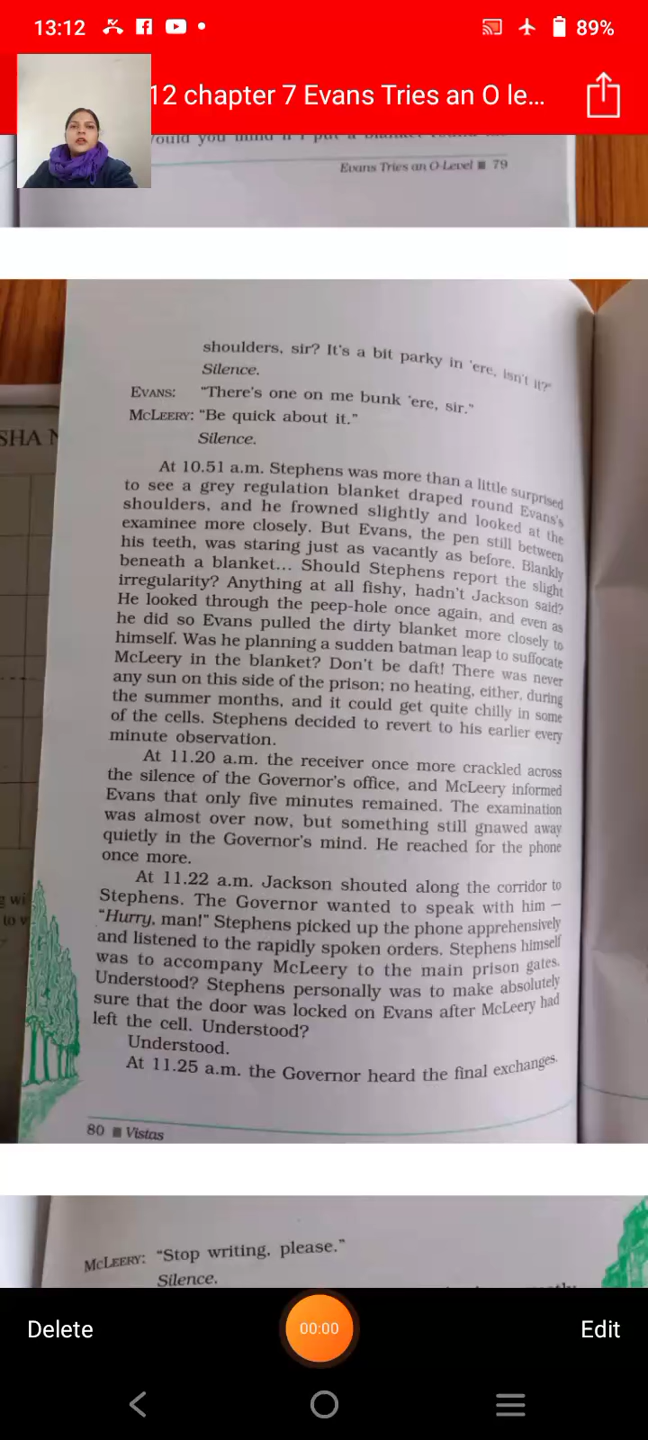 13:12
89%
12 chapter 7 Evans Tries an O le...
ould you mind if I put a blanket round
Evans Tries an O-Level ■ 79
shoulders, sir? It's a bit parky in 'ere, isn't it?"
Silence.
EVANS: "There's one on me bunk 'ere, sir."
MCLEERY: "Be quick about it."
Silence.
At 10.51 a.m. Stephens was more than a little surprised
to see a grey regulation blanket draped round Evans's
shoulders, and he frowned slightly and looked at the
examinee more closely. But Evans, the pen still between
his teeth, was staring just as vacantly as before. Blankly
beneath a blanket... Should Stephens report the slight
irregularity? Anything at all fishy, hadn't Jackson said?
He looked through the peep-hole once again, and even as
he did so Evans pulled the dirty blanket more closely to
himself. Was he planning a sudden batman leap to suffocate
McLeery in the blanket? Don't be daft! There was never
any sun on this side of the prison; no heating, either, during
the summer months, and it could get quite chilly in some
of the cells. Stephens decided to revert to his earlier every
minute observation.
At 11.20 a.m. the receiver once more crackled across
the silence of the Governor's office, and McLeery informed
Evans that only five minutes remained. The examination
was almost over now, but something still gnawed away
quietly in the Governor's mind. He reached for the phone
once more.
At 11.22 a.m. Jackson shouted along the corridor to
Stephens. The Governor wanted to speak with him —
"Hurry, man!" Stephens picked up the phone apprehensively
and listened to the rapidly spoken orders. Stephens himself
was to accompany McLeery to the main prison gates.
Understood? Stephens personally was to make absolutely
sure that the door was locked on Evans after McLeery had
left the cell. Understood?
Understood.
At 11.25 a.m. the Governor heard the final exchanges.
80 ■ Vistas
MCLEERY: "Stop writing, please."
Silence.
SHA
Delete
00:00
Edit